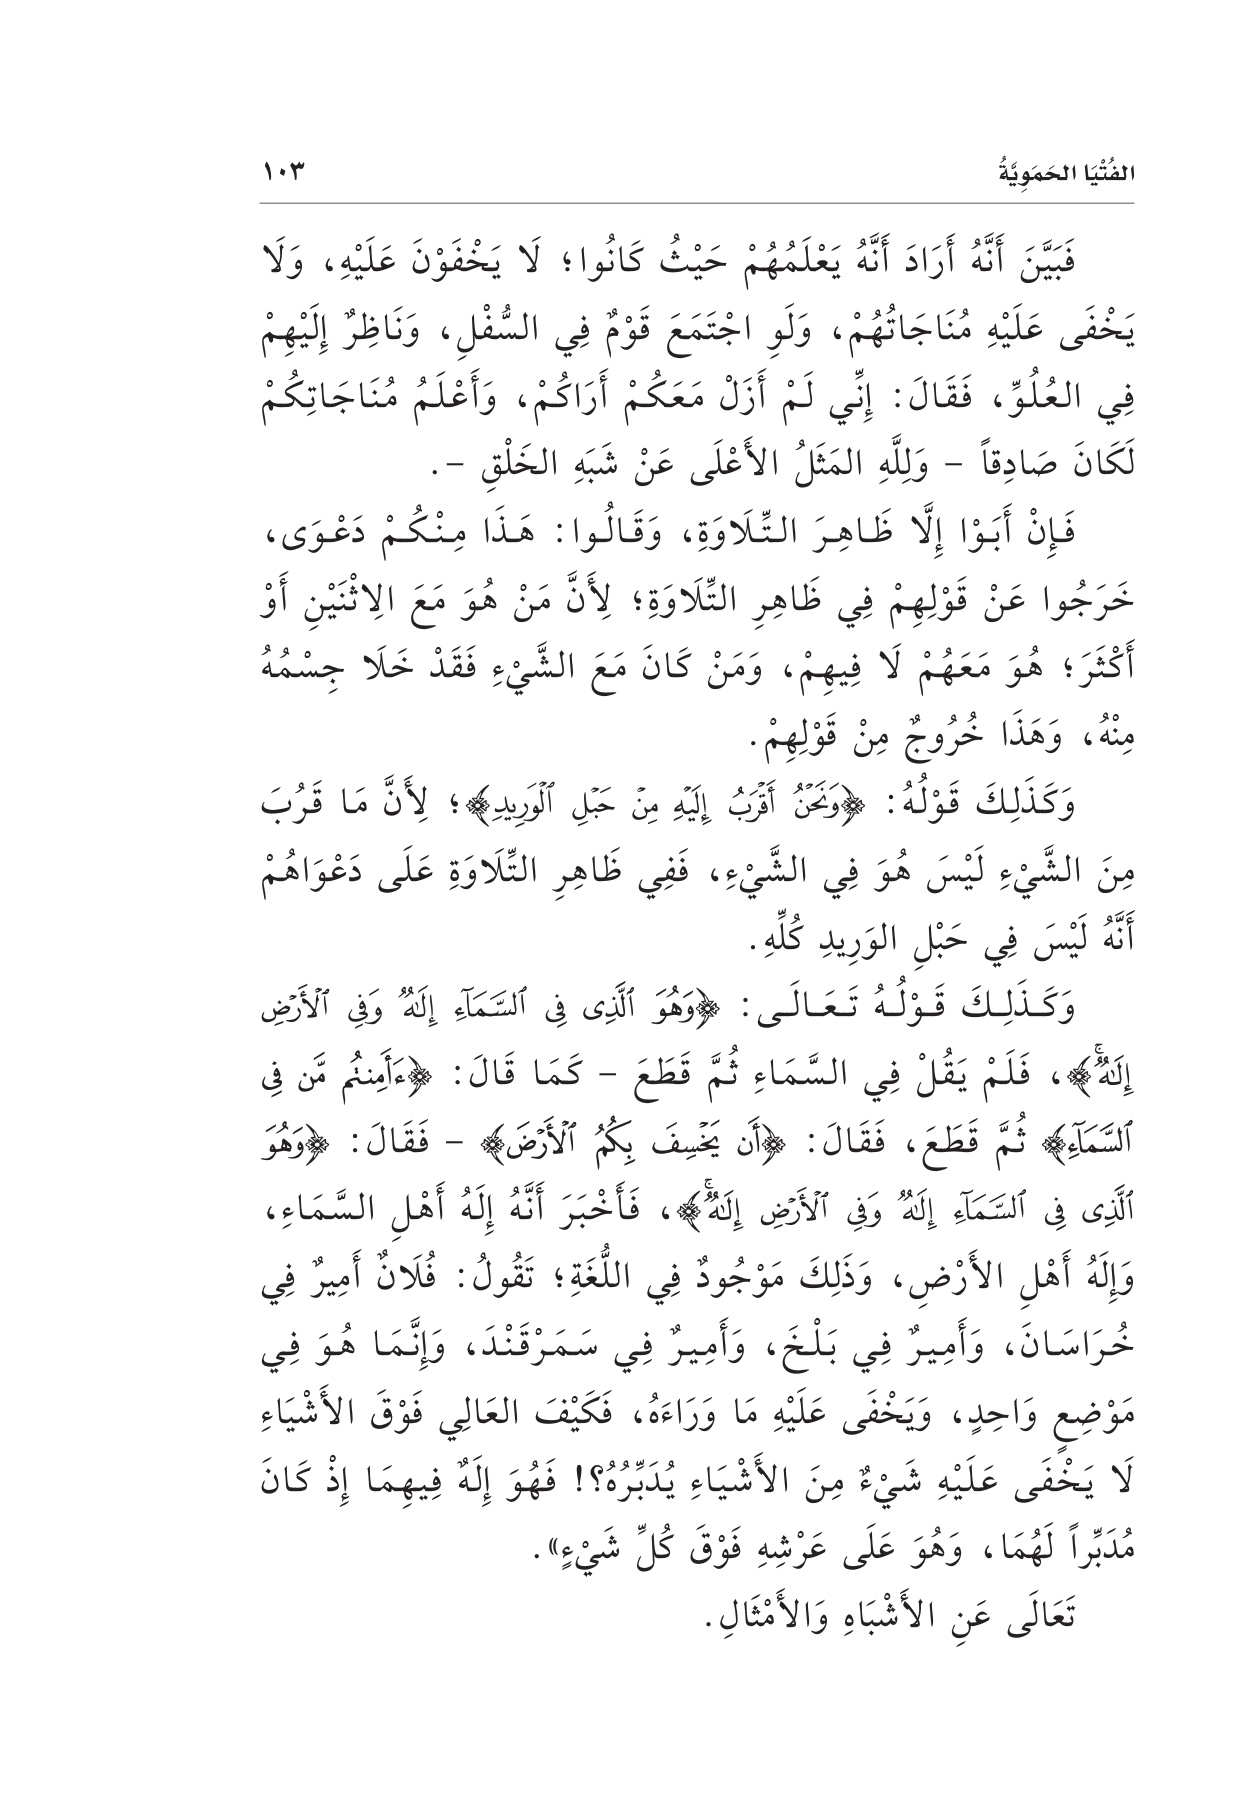 الفُتْيَا الحَمَوِيَّةُ ١٠٣
فَبَيَّنَ أَنَّهُ أَرَادَ أَنَّهُ يَعْلَمُهُمْ حَيْثُ كَانُوا؛ لَا يَخْفَوْنَ عَلَيْهِ، وَلَا
يَخْفَى عَلَيْهِ مُنَاجَاتُهُمْ، وَلَوِ اجْتَمَعَ قَوْمٌ فِي السُّفْلِ، وَنَاظِرٌ إِلَيْهِمْ
فِي العُلُوِّ، فَقَالَ: إِنِّي لَمْ أَزَلْ مَعَكُمْ أَرَاكُمْ، وَأَعْلَمُ مُنَاجَاتِكُمْ
لَكَانَ صَادِقاً – وَلِلَّهِ المَثَلُ الأَعْلَى عَنْ شَبَهِ الخَلْقِ –.
فَإِنْ أَبَوْا إِلَّا ظَاهِرَ التِّلَاوَةِ، وَقَالُوا: هَذَا مِنْكُمْ دَعْوَى،
خَرَجُوا عَنْ قَوْلِهِمْ فِي ظَاهِرِ التِّلَاوَةِ؛ لِأَنَّ مَنْ هُوَ مَعَ الِاثْنَيْنِ أَوْ
أَكْثَرَ؛ هُوَ مَعَهُمْ لَا فِيهِمْ، وَمَنْ كَانَ مَعَ الشَّيْءِ فَقَدْ خَلَا جِسْمُهُ
مِنْهُ، وَهَذَا خُرُوجٌ مِنْ قَوْلِهِمْ.
وَكَذَلِكَ قَوْلُهُ: ﴿وَنَحْنُ أَقْرَبُ إِلَيْهِ مِنْ حَبْلِ ٱلْوَرِيدِ﴾؛ لِأَنَّ مَا قَرُبَ
مِنَ الشَّيْءِ لَيْسَ هُوَ فِي الشَّيْءِ، فَفِي ظَاهِرِ التِّلَاوَةِ عَلَى دَعْوَاهُمْ
أَنَّهُ لَيْسَ فِي حَبْلِ الوَرِيدِ كُلِّهِ.
وَكَذَلِكَ قَوْلُهُ تَعَالَى: ﴿وَهُوَ ٱلَّذِى فِى ٱلسَّمَآءِ إِلَٰهٌ وَفِى ٱلْأَرْضِ
إِلَٰهٌۚ﴾، فَلَمْ يَقُلْ فِي السَّمَاءِ ثُمَّ قَطَعَ – كَمَا قَالَ: ﴿ءَأَمِنتُم مَّن فِى
ٱلسَّمَآءِ﴾ ثُمَّ قَطَعَ، فَقَالَ: ﴿أَن يَخْسِفَ بِكُمُ ٱلْأَرْضَ﴾ – فَقَالَ: ﴿وَهُوَ
ٱلَّذِى فِى ٱلسَّمَآءِ إِلَٰهٌ وَفِى ٱلْأَرْضِ إِلَٰهٌۚ﴾، فَأَخْبَرَ أَنَّهُ إِلَهُ أَهْلِ السَّمَاءِ،
وَإِلَهُ أَهْلِ الأَرْضِ، وَذَلِكَ مَوْجُودٌ فِي اللُّغَةِ؛ تَقُولُ: فُلَانٌ أَمِيرٌ فِي
خُرَاسَانَ، وَأَمِيرٌ فِي بَلْخَ، وَأَمِيرٌ فِي سَمَرْقَنْدَ، وَإِنَّمَا هُوَ فِي
مَوْضِعٍ وَاحِدٍ، وَيَخْفَى عَلَيْهِ مَا وَرَاءَهُ، فَكَيْفَ العَالِي فَوْقَ الأَشْيَاءِ
لَا يَخْفَى عَلَيْهِ شَيْءٌ مِنَ الأَشْيَاءِ يُدَبِّرُهُ؟! فَهُوَ إِلَهٌ فِيهِمَا إِذْ كَانَ
مُدَبِّراً لَهُمَا، وَهُوَ عَلَى عَرْشِهِ فَوْقَ كُلِّ شَيْءٍ».
تَعَالَى عَنِ الأَشْبَاهِ وَالأَمْثَالِ.